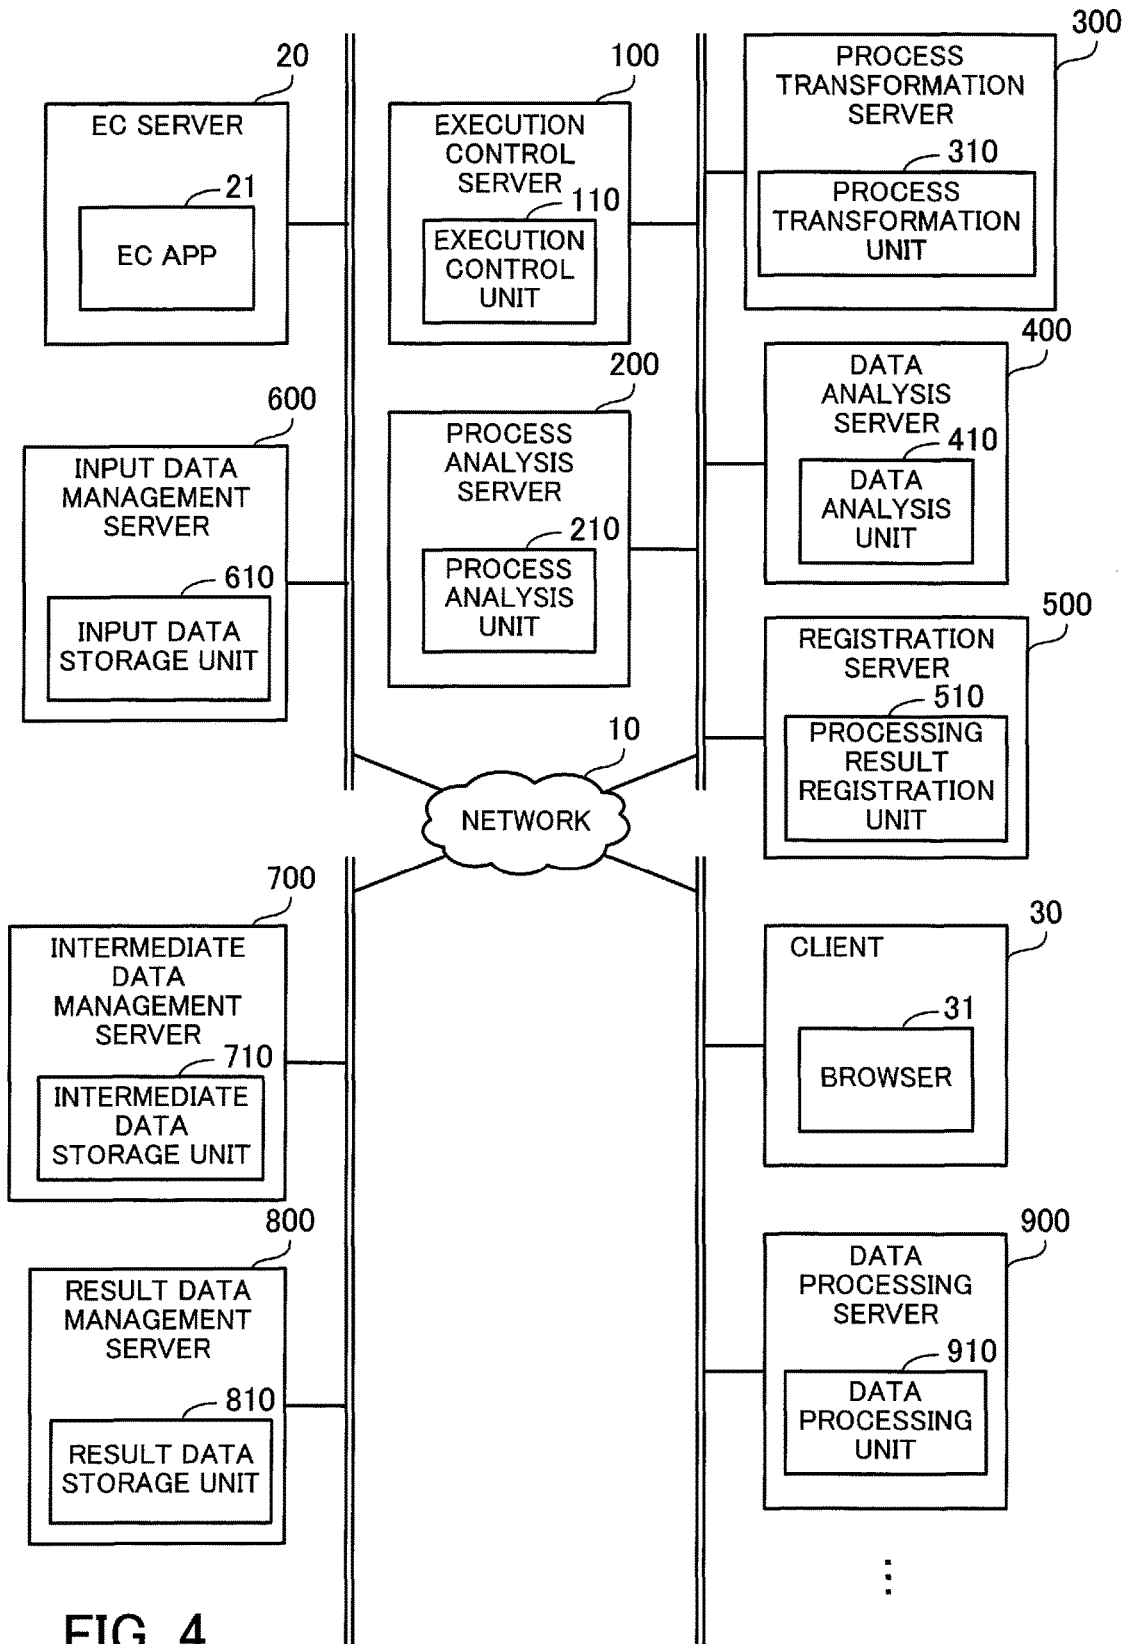 20
EC SERVER
21
EC APP
100
EXECUTION
CONTROL
SERVER
110
EXECUTION
CONTROL
UNIT
300
PROCESS
TRANSFORMATION
SERVER
310
PROCESS
TRANSFORMATION
UNIT
600
INPUT DATA
MANAGEMENT
SERVER
610
INPUT DATA
STORAGE UNIT
200
PROCESS
ANALYSIS
SERVER
210
PROCESS
ANALYSIS
UNIT
400
DATA
ANALYSIS
SERVER
410
DATA
ANALYSIS
UNIT
500
REGISTRATION
SERVER
510
PROCESSING
RESULT
REGISTRATION
UNIT
10
NETWORK
700
INTERMEDIATE
DATA
MANAGEMENT
SERVER
710
INTERMEDIATE
DATA
STORAGE UNIT
30
CLIENT
31
BROWSER
800
RESULT DATA
MANAGEMENT
SERVER
810
RESULT DATA
STORAGE UNIT
900
DATA
PROCESSING
SERVER
910
DATA
PROCESSING
UNIT
⋮
FIG. 4